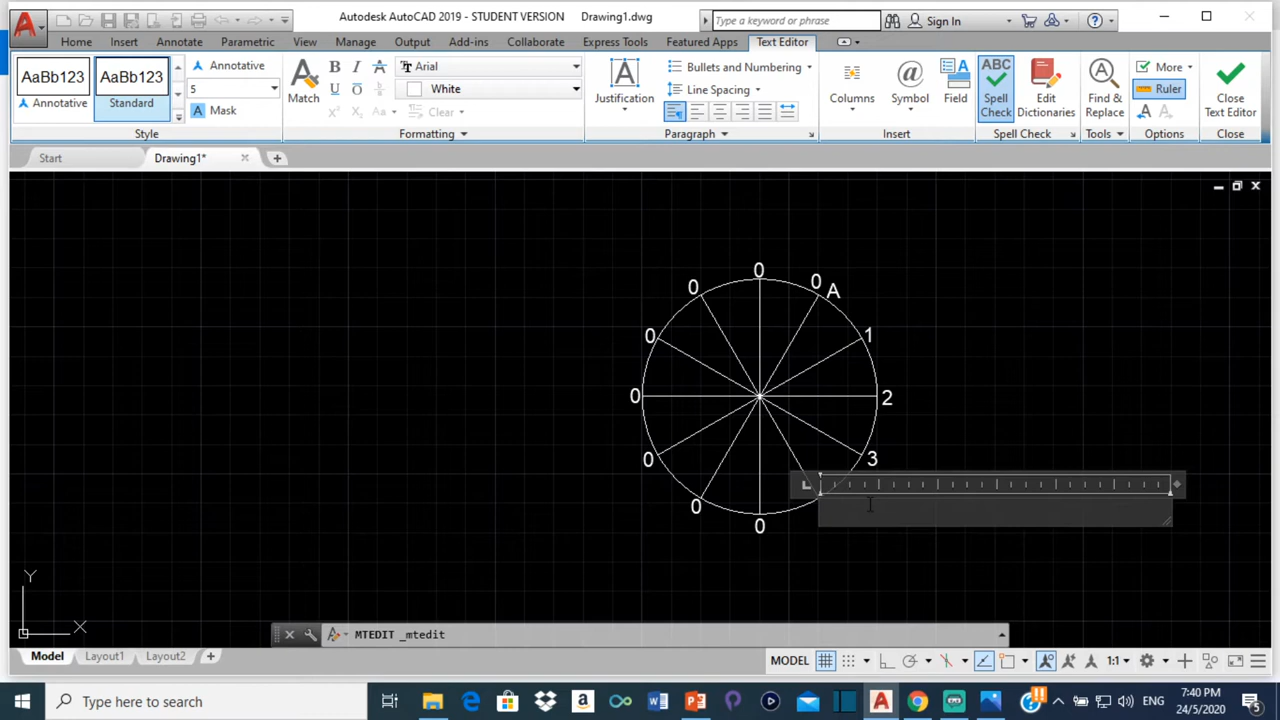 Autodesk AutoCAD 2019 - STUDENT VERSION Drawing1.dwg
Type a keyword or phrase
Sign In
Home Insert Annotate Parametric View Manage Output Add-ins Collaborate Express Tools Featured Apps Text Editor
AaBb123 AaBb123
Annotative Standard
Annotative
5
Mask
Style
Match
Arial
White
Clear
Formatting
Justification
Bullets and Numbering
Line Spacing
Paragraph
Columns
Symbol
Field
Insert
ABC
Spell Check
Edit Dictionaries
Spell Check
Find & Replace
Tools
More
Ruler
Options
Close Text Editor
Close
Start Drawing1*
0
0 0 A
0 1
0 2
0 3
0
0
Y
X
MTEDIT _mtedit
Model Layout1 Layout2
MODEL 1:1
Type here to search
ENG
7:40 PM
24/5/2020
5